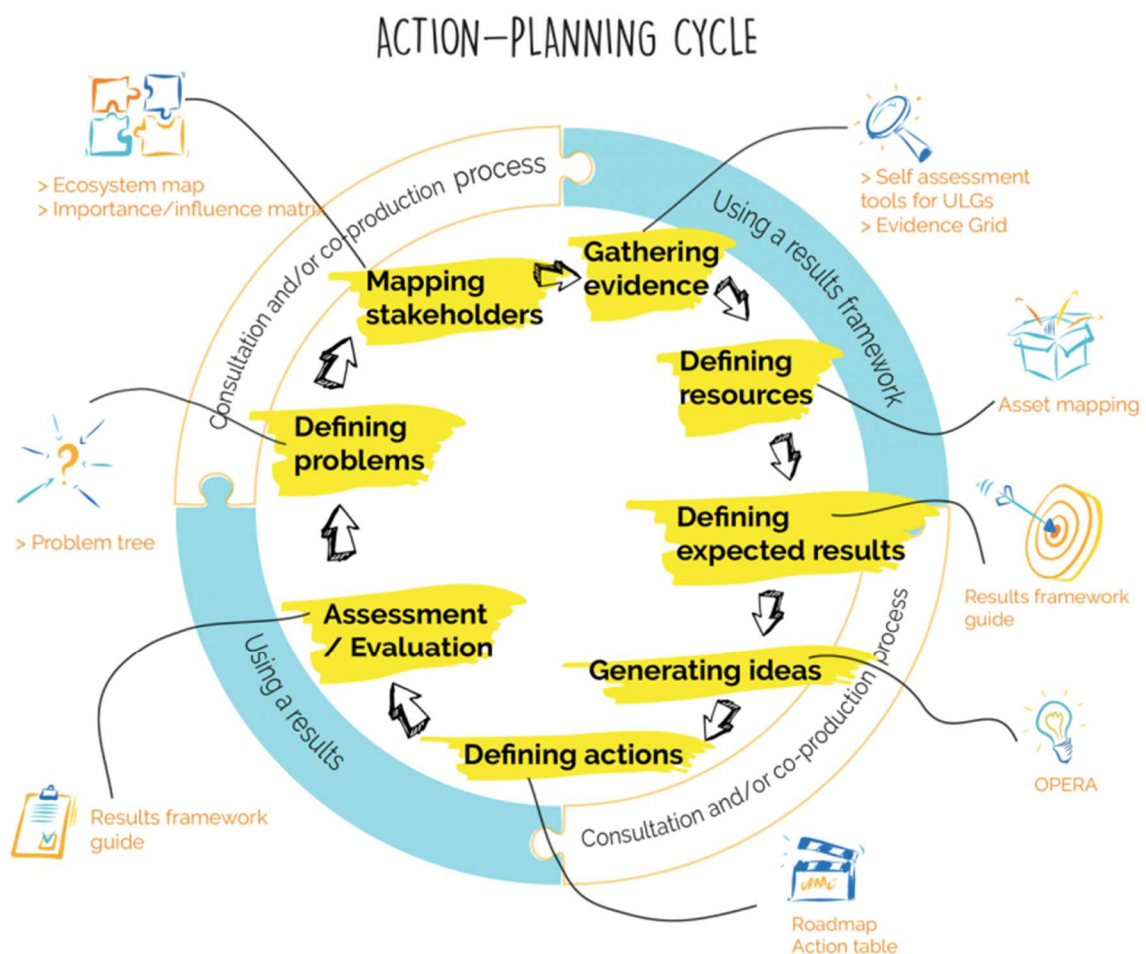 ACTION–PLANNING CYCLE
> Ecosystem map
> Importance/influence matrix
> Self assessment
tools for ULGs
> Evidence Grid
Consultation and/or co-production process
Using a results framework
Gathering
evidence
Mapping
stakeholders
Defining
resources
Asset mapping
Defining
problems
> Problem tree
Defining
expected results
Results framework
guide
Assessment
/ Evaluation
Using a results
Generating ideas
Consultation and/or co-production process
Defining actions
OPERA
Results framework
guide
URBAC
Roadmap
Action table